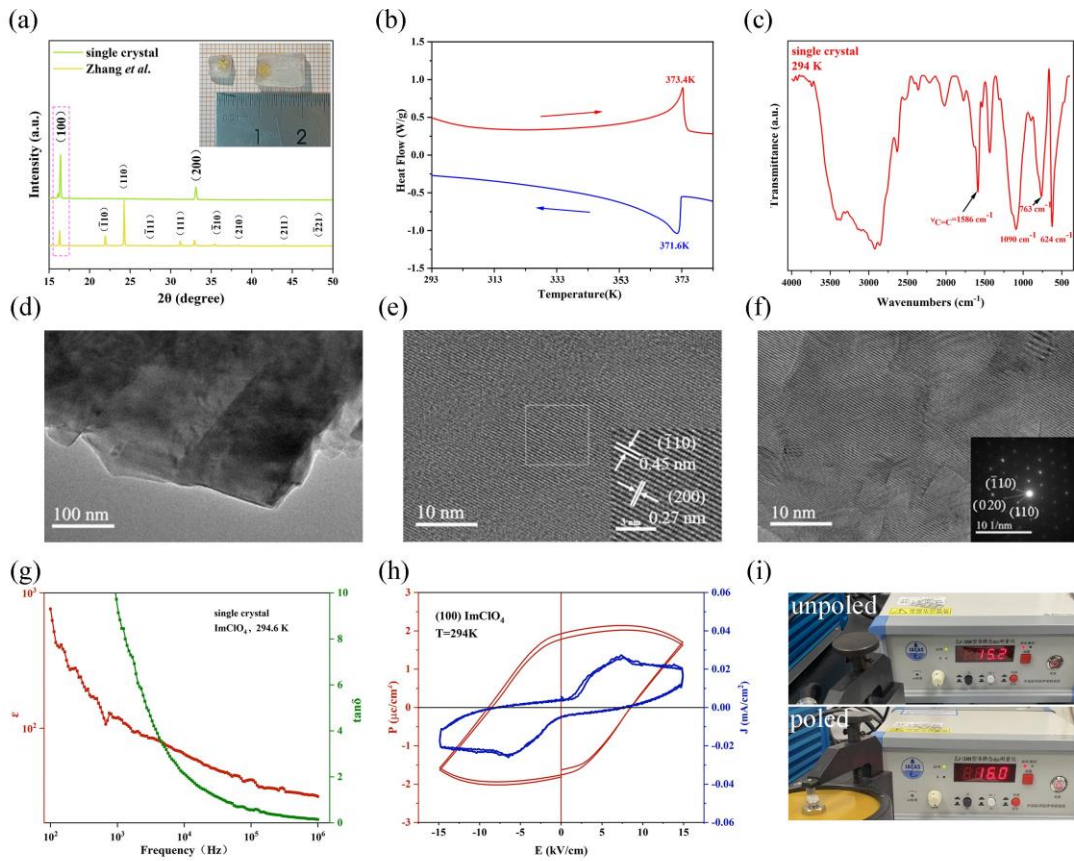 (a)
single crystal
Zhang et al.
(100)
(110)
(200)
(1̄10)
(1̄11)
(111)
(2̄10)
(210)
(211)
(2̄21)
1 2
Intensity (a.u.)
15 20 25 30 35 40 45 50
2θ (degree)
(b)
1.5
1.0
0.5
0.0
-0.5
-1.0
-1.5
373.4K
371.6K
Heat Flow (W/g)
293 313 333 353 373
Temperature(K)
(c)
single crystal
294 K
νC=C=1586 cm-1
763 cm-1
1090 cm-1
624 cm-1
Transmittance (a.u.)
4000 3500 3000 2500 2000 1500 1000 500
Wavenumbers (cm-1)
(d)
100 nm
(e)
10 nm
(110)
0.45 nm
(200)
0.27 nm
(f)
10 nm
(1̄10)
(020)
(110)
10 1/nm
(g)
10³
10²
ε
single crystal
ImClO4, 294.6 K
10
8
6
4
2
0
tanδ
10² 10³ 10⁴ 10⁵ 10⁶
Frequency (Hz)
(h)
3
2
1
0
-1
-2
-3
P (μc/cm²)
(100) ImClO4
T=294K
0.06
0.04
0.02
0.00
-0.02
-0.04
-0.06
J (mA/cm²)
-15 -10 -5 0 5 10 15
E (kV/cm)
(i)
unpoled
15.2
IACAS
poled
16.0
IACAS